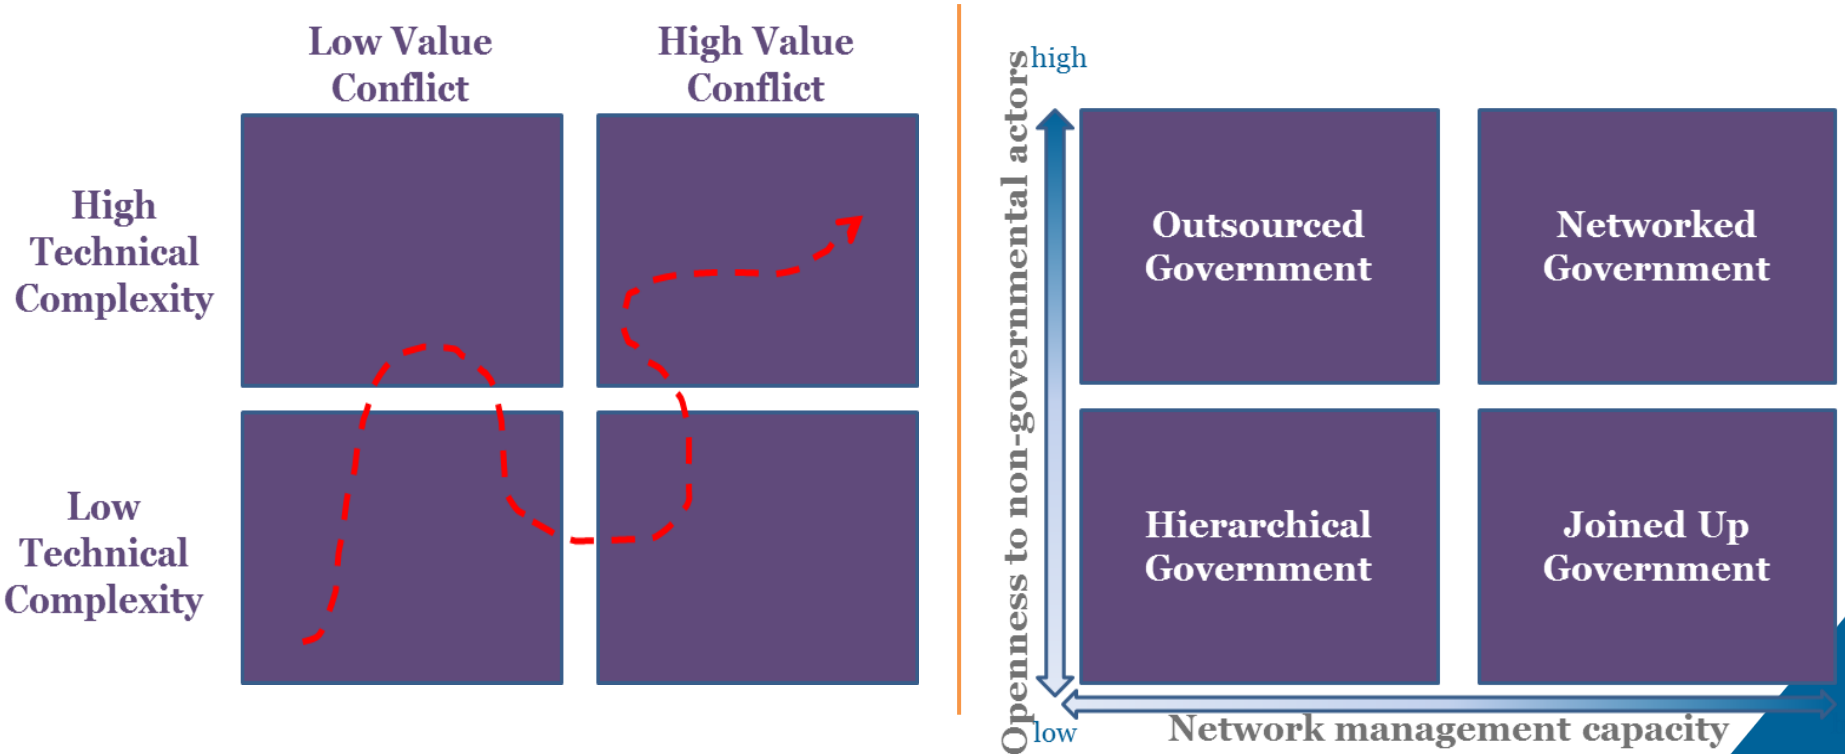 Low Value
Conflict
High Value
Conflict
High
Technical
Complexity
Low
Technical
Complexity
high
Openness to non-governmental actors
low
Outsourced
Government
Networked
Government
Hierarchical
Government
Joined Up
Government
Network management capacity